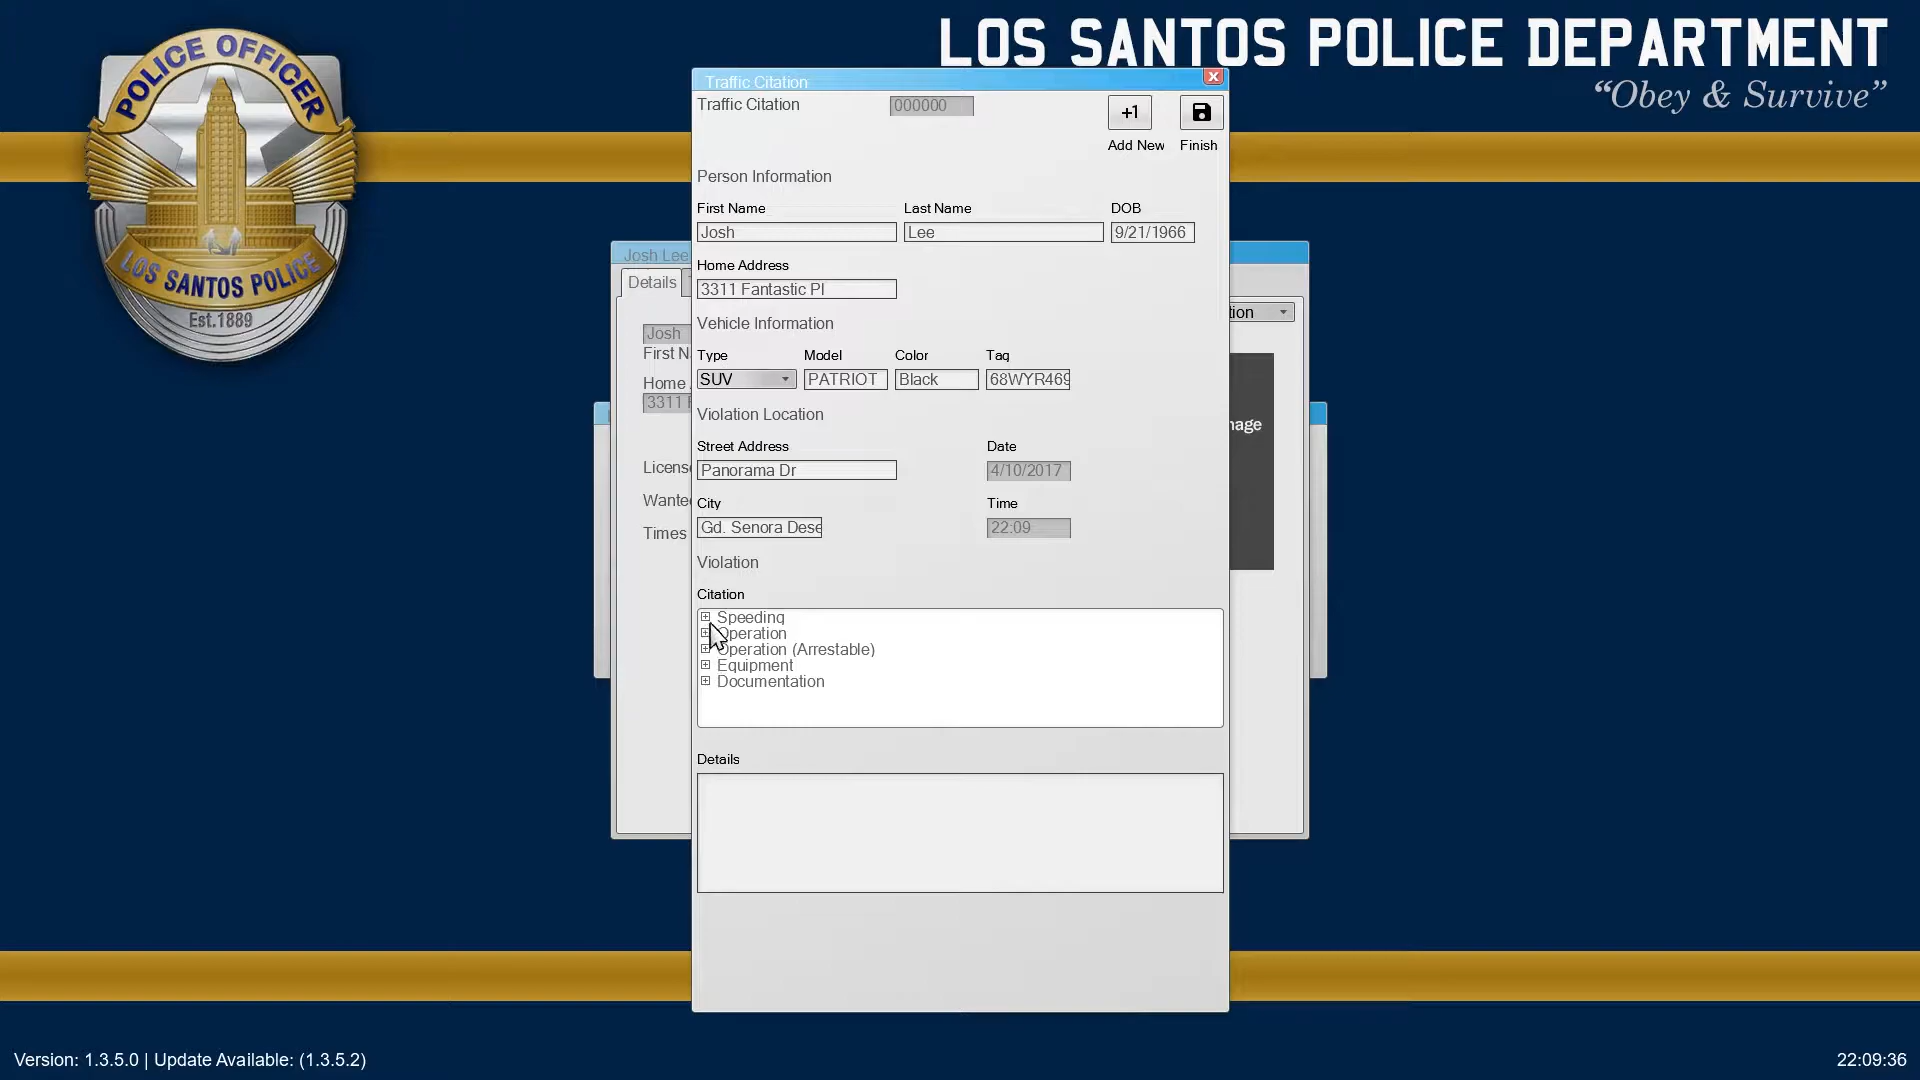 LOS SANTOS POLICE DEPARTMENT
“Obey & Survive”
POLICE OFFICER
LOS SANTOS POLICE
Est.1889
Traffic Citation
Traffic Citation
000000
+1
Add New
Finish
Person Information
First Name
Last Name
DOB
Josh
Lee
9/21/1966
Home Address
3311 Fantastic Pl
Vehicle Information
Type
Model
Color
Tag
SUV
PATRIOT
Black
68WYR469
Violation Location
Street Address
Date
Panorama Dr
4/10/2017
City
Time
Gd. Senora Dese
22:09
Violation
Citation
Speeding
Operation
Operation (Arrestable)
Equipment
Documentation
Details
Josh Lee
Details
Josh
First N
Home
3311 F
License
Wanted
Times
tion
nage
Version: 1.3.5.0 | Update Available: (1.3.5.2)
22:09:36